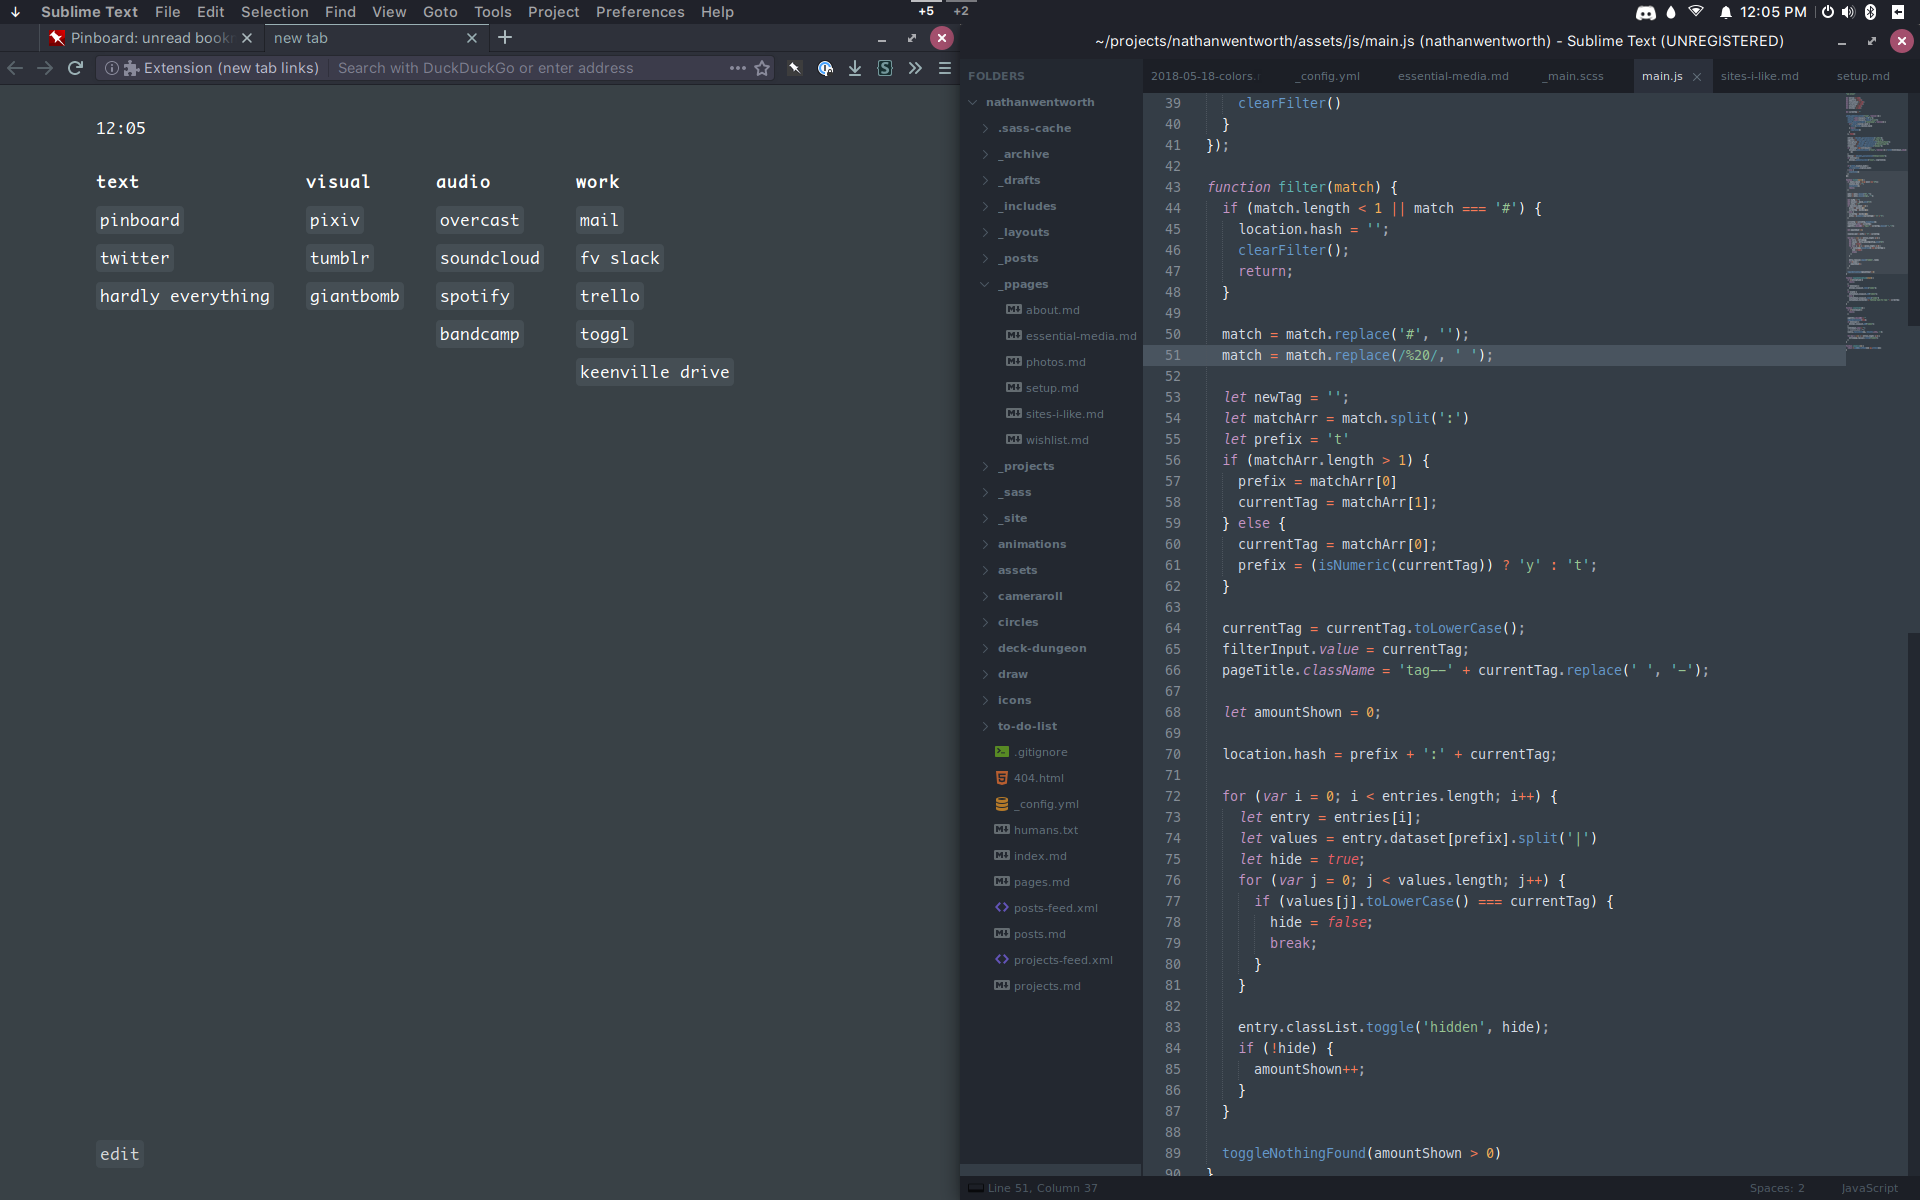 Sublime Text File Edit Selection Find View Goto Tools Project Preferences Help
+5 +2
12:05 PM
Pinboard: unread book
new tab
Extension (new tab links)
Search with DuckDuckGo or enter address
12:05
text
pinboard
twitter
hardly everything
visual
pixiv
tumblr
giantbomb
audio
overcast
soundcloud
spotify
bandcamp
work
mail
fv slack
trello
toggl
keenville drive
edit
~/projects/nathanwentworth/assets/js/main.js (nathanwentworth) - Sublime Text (UNREGISTERED)
FOLDERS
nathanwentworth
.sass-cache
_archive
_drafts
_includes
_layouts
_posts
_ppages
about.md
essential-media.md
photos.md
setup.md
sites-i-like.md
wishlist.md
_projects
_sass
_site
animations
assets
cameraroll
circles
deck-dungeon
draw
icons
to-do-list
.gitignore
404.html
_config.yml
humans.txt
index.md
pages.md
posts-feed.xml
posts.md
projects-feed.xml
projects.md
2018-05-18-colors. _config.yml essential-media.md _main.scss main.js sites-i-like.md setup.md
39 clearFilter()
40 }
41 });
42
43 function filter(match) {
44 if (match.length < 1 || match === '#') {
45 location.hash = '';
46 clearFilter();
47 return;
48 }
49
50 match = match.replace('#', '');
51 match = match.replace(/%20/, ' ');
52
53 let newTag = '';
54 let matchArr = match.split(':')
55 let prefix = 't'
56 if (matchArr.length > 1) {
57 prefix = matchArr[0]
58 currentTag = matchArr[1];
59 } else {
60 currentTag = matchArr[0];
61 prefix = (isNumeric(currentTag)) ? 'y' : 't';
62 }
63
64 currentTag = currentTag.toLowerCase();
65 filterInput.value = currentTag;
66 pageTitle.className = 'tag--' + currentTag.replace(' ', '-');
67
68 let amountShown = 0;
69
70 location.hash = prefix + ':' + currentTag;
71
72 for (var i = 0; i < entries.length; i++) {
73 let entry = entries[i];
74 let values = entry.dataset[prefix].split('|')
75 let hide = true;
76 for (var j = 0; j < values.length; j++) {
77 if (values[j].toLowerCase() === currentTag) {
78 hide = false;
79 break;
80 }
81 }
82
83 entry.classList.toggle('hidden', hide);
84 if (!hide) {
85 amountShown++;
86 }
87 }
88
89 toggleNothingFound(amountShown > 0)
90 }
Line 51, Column 37
Spaces: 2 JavaScript